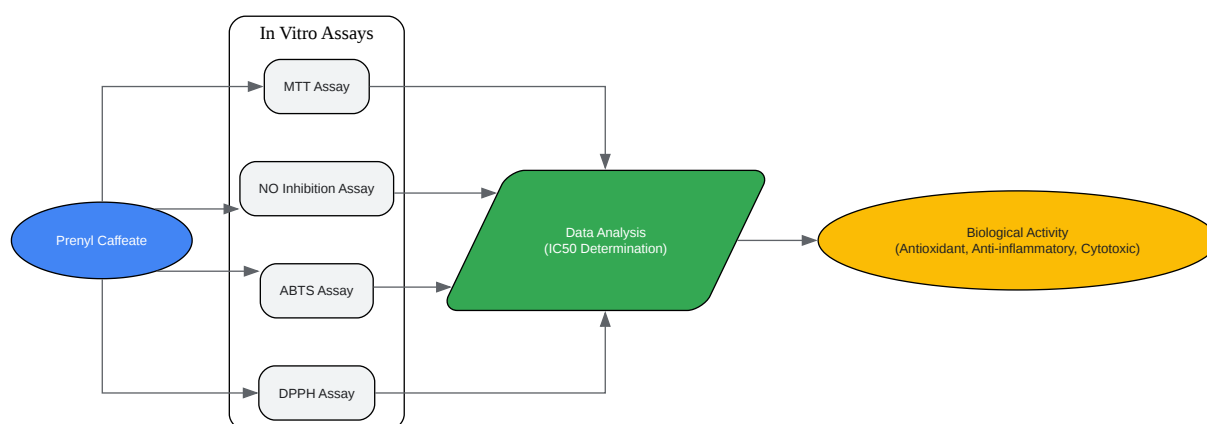 In Vitro Assays
MTT Assay
NO Inhibition Assay
Prenyl Caffeate
ABTS Assay
DPPH Assay
Data Analysis
(IC50 Determination)
Biological Activity
(Antioxidant, Anti-inflammatory, Cytotoxic)